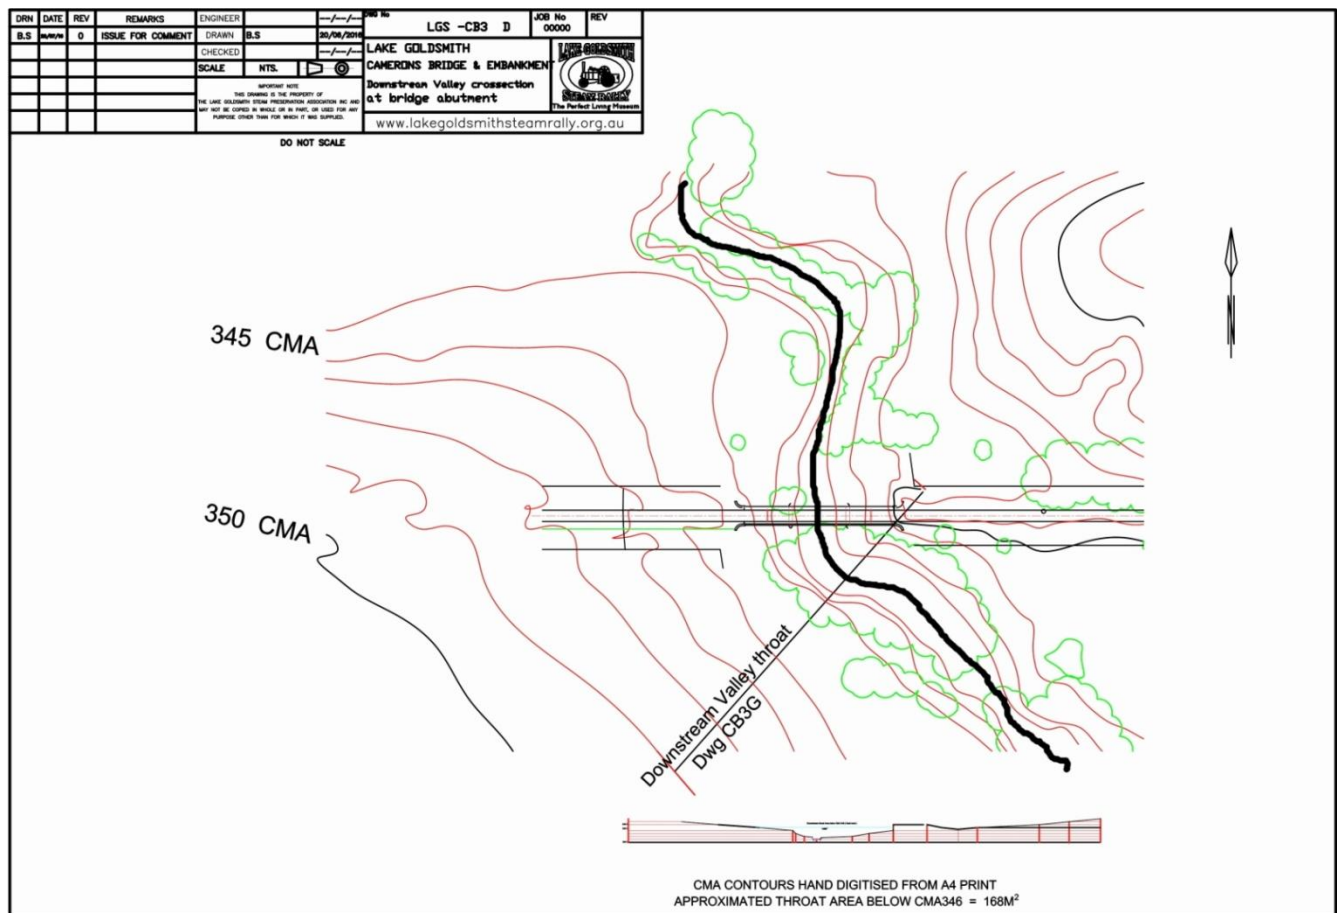 DRN DATE REV REMARKS
B.S 0 ISSUE FOR COMMENT
ENGINEER --/--/--
DRAWN B.S 20/06/2016
CHECKED --/--/--
SCALE NTS.
IMPORTANT NOTE
THIS DRAWING IS THE PROPERTY OF
THE LAKE GOLDSMITH STEAM PRESERVATION ASSOCIATION INC AND
MAY NOT BE COPIED IN WHOLE OR IN PART, OR USED FOR ANY
PURPOSE OTHER THAN FOR WHICH IT WAS SUPPLIED.
DWG No
LGS -CB3 D
JOB No
00000
REV
LAKE GOLDSMITH
CAMERONS BRIDGE & EMBANKMENT
Downstream Valley crossection
at bridge abutment
LAKE GOLDSMITH
STEAM RALLY
The Perfect Living Museum
www.lakegoldsmithsteamrally.org.au
DO NOT SCALE
345 CMA
N
350 CMA
Downstream Valley throat
Dwg CB3G
CMA CONTOURS HAND DIGITISED FROM A4 PRINT
APPROXIMATED THROAT AREA BELOW CMA346 = 168M²